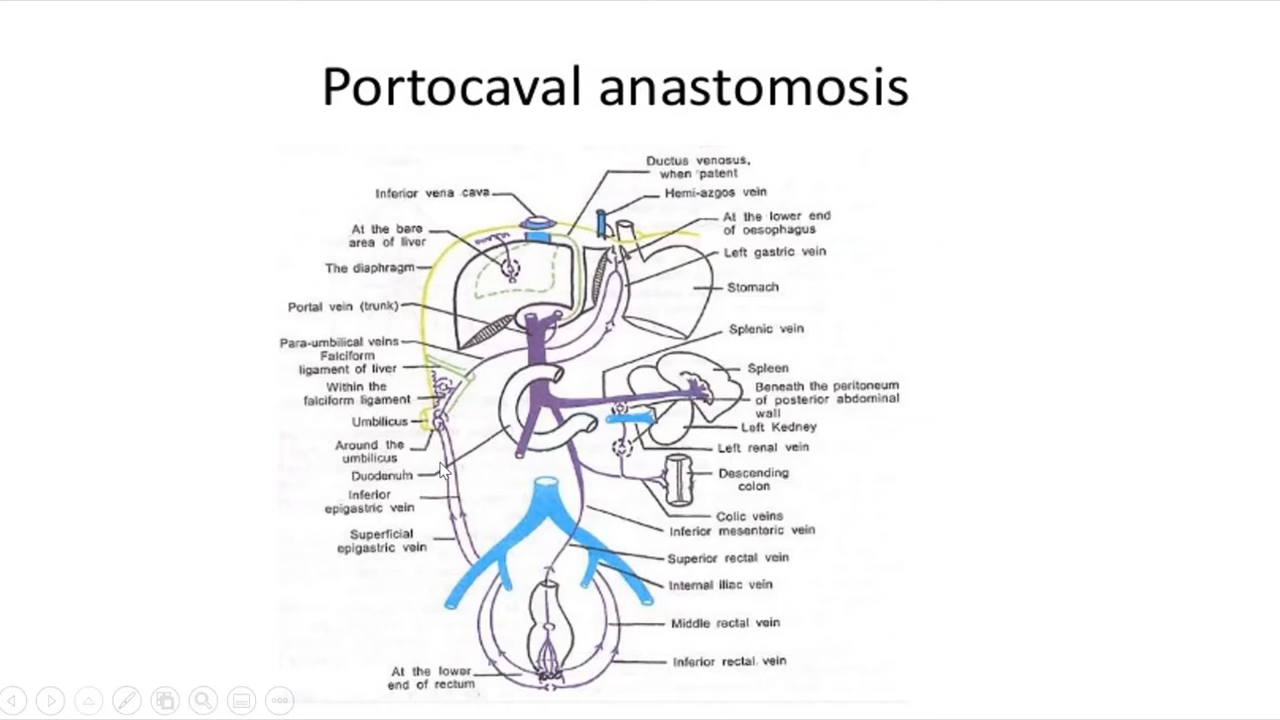 Portocaval anastomosis
Ductus venosus,
when patent
Inferior vena cava
Hemi-azgos vein
At the bare
area of liver
At the lower end
of oesophagus
The diaphragm
Left gastric vein
Portal vein (trunk)
Stomach
Para-umbilical veins
Splenic vein
Falciform
ligament of liver
Spleen
Within the
falciform ligament
Beneath the peritoneum
of posterior abdominal
wall
Umbilicus
Left Kedney
Around the
umbilicus
Left renal vein
Duodenum
Descending
colon
Inferior
epigastric vein
Colic veins
Inferior mesenteric vein
Superficial
epigastric vein
Superior rectal vein
Internal iliac vein
Middle rectal vein
Inferior rectal vein
At the lower
end of rectum